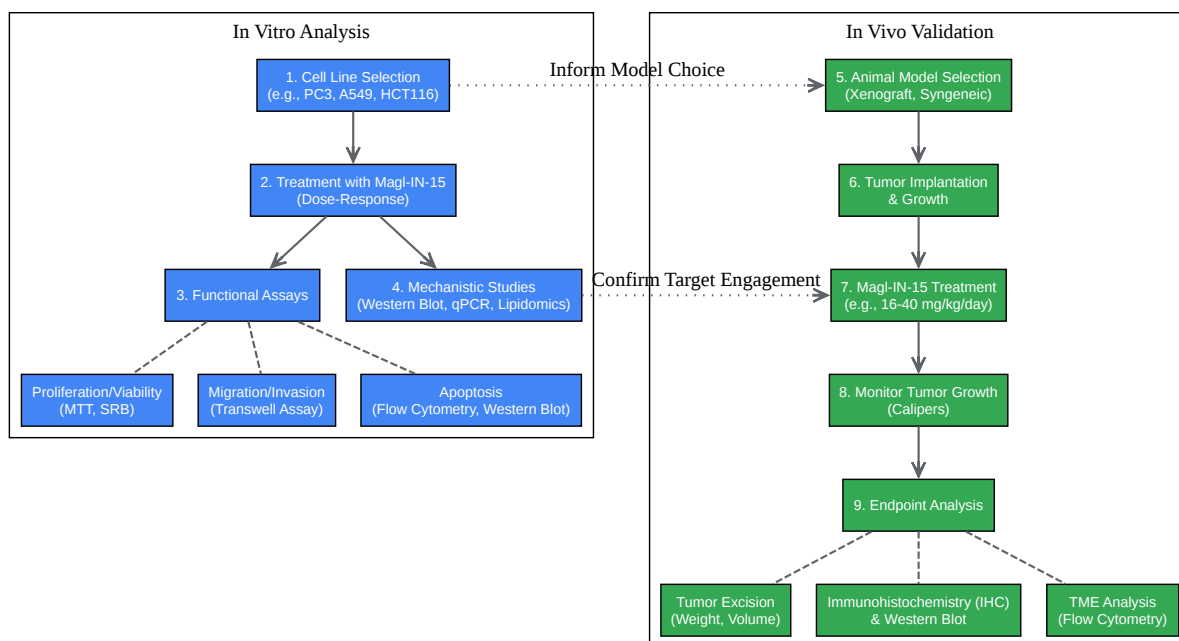 In Vitro Analysis
1. Cell Line Selection
(e.g., PC3, A549, HCT116)
2. Treatment with Magl-IN-15
(Dose-Response)
3. Functional Assays
4. Mechanistic Studies
(Western Blot, qPCR, Lipidomics)
Proliferation/Viability
(MTT, SRB)
Migration/Invasion
(Transwell Assay)
Apoptosis
(Flow Cytometry, Western Blot)
Inform Model Choice
Confirm Target Engagement
In Vivo Validation
5. Animal Model Selection
(Xenograft, Syngeneic)
6. Tumor Implantation
& Growth
7. Magl-IN-15 Treatment
(e.g., 16-40 mg/kg/day)
8. Monitor Tumor Growth
(Calipers)
9. Endpoint Analysis
Tumor Excision
(Weight, Volume)
Immunohistochemistry (IHC)
& Western Blot
TME Analysis
(Flow Cytometry)